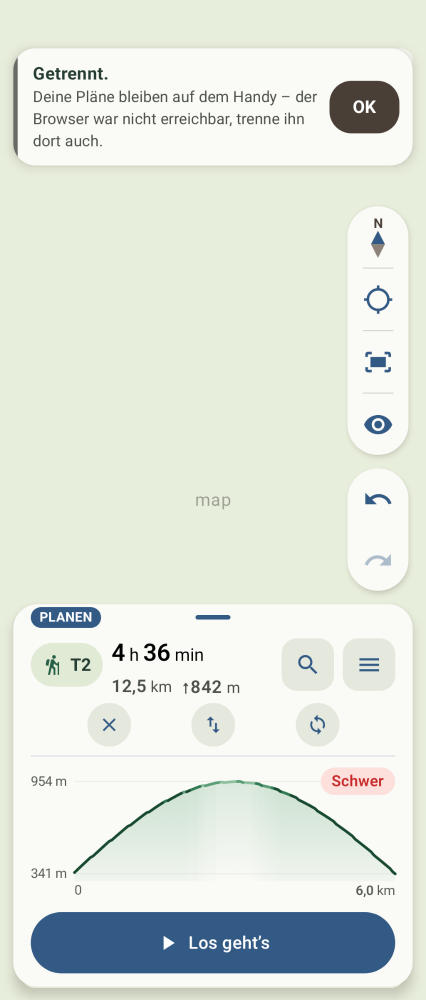 Getrennt.
Deine Pläne bleiben auf dem Handy – der
Browser war nicht erreichbar, trenne ihn
dort auch.
OK
N
map
PLANEN
T2
4 h 36 min
12,5 km ↑842 m
954 m
Schwer
341 m
0
6,0 km
Los geht's